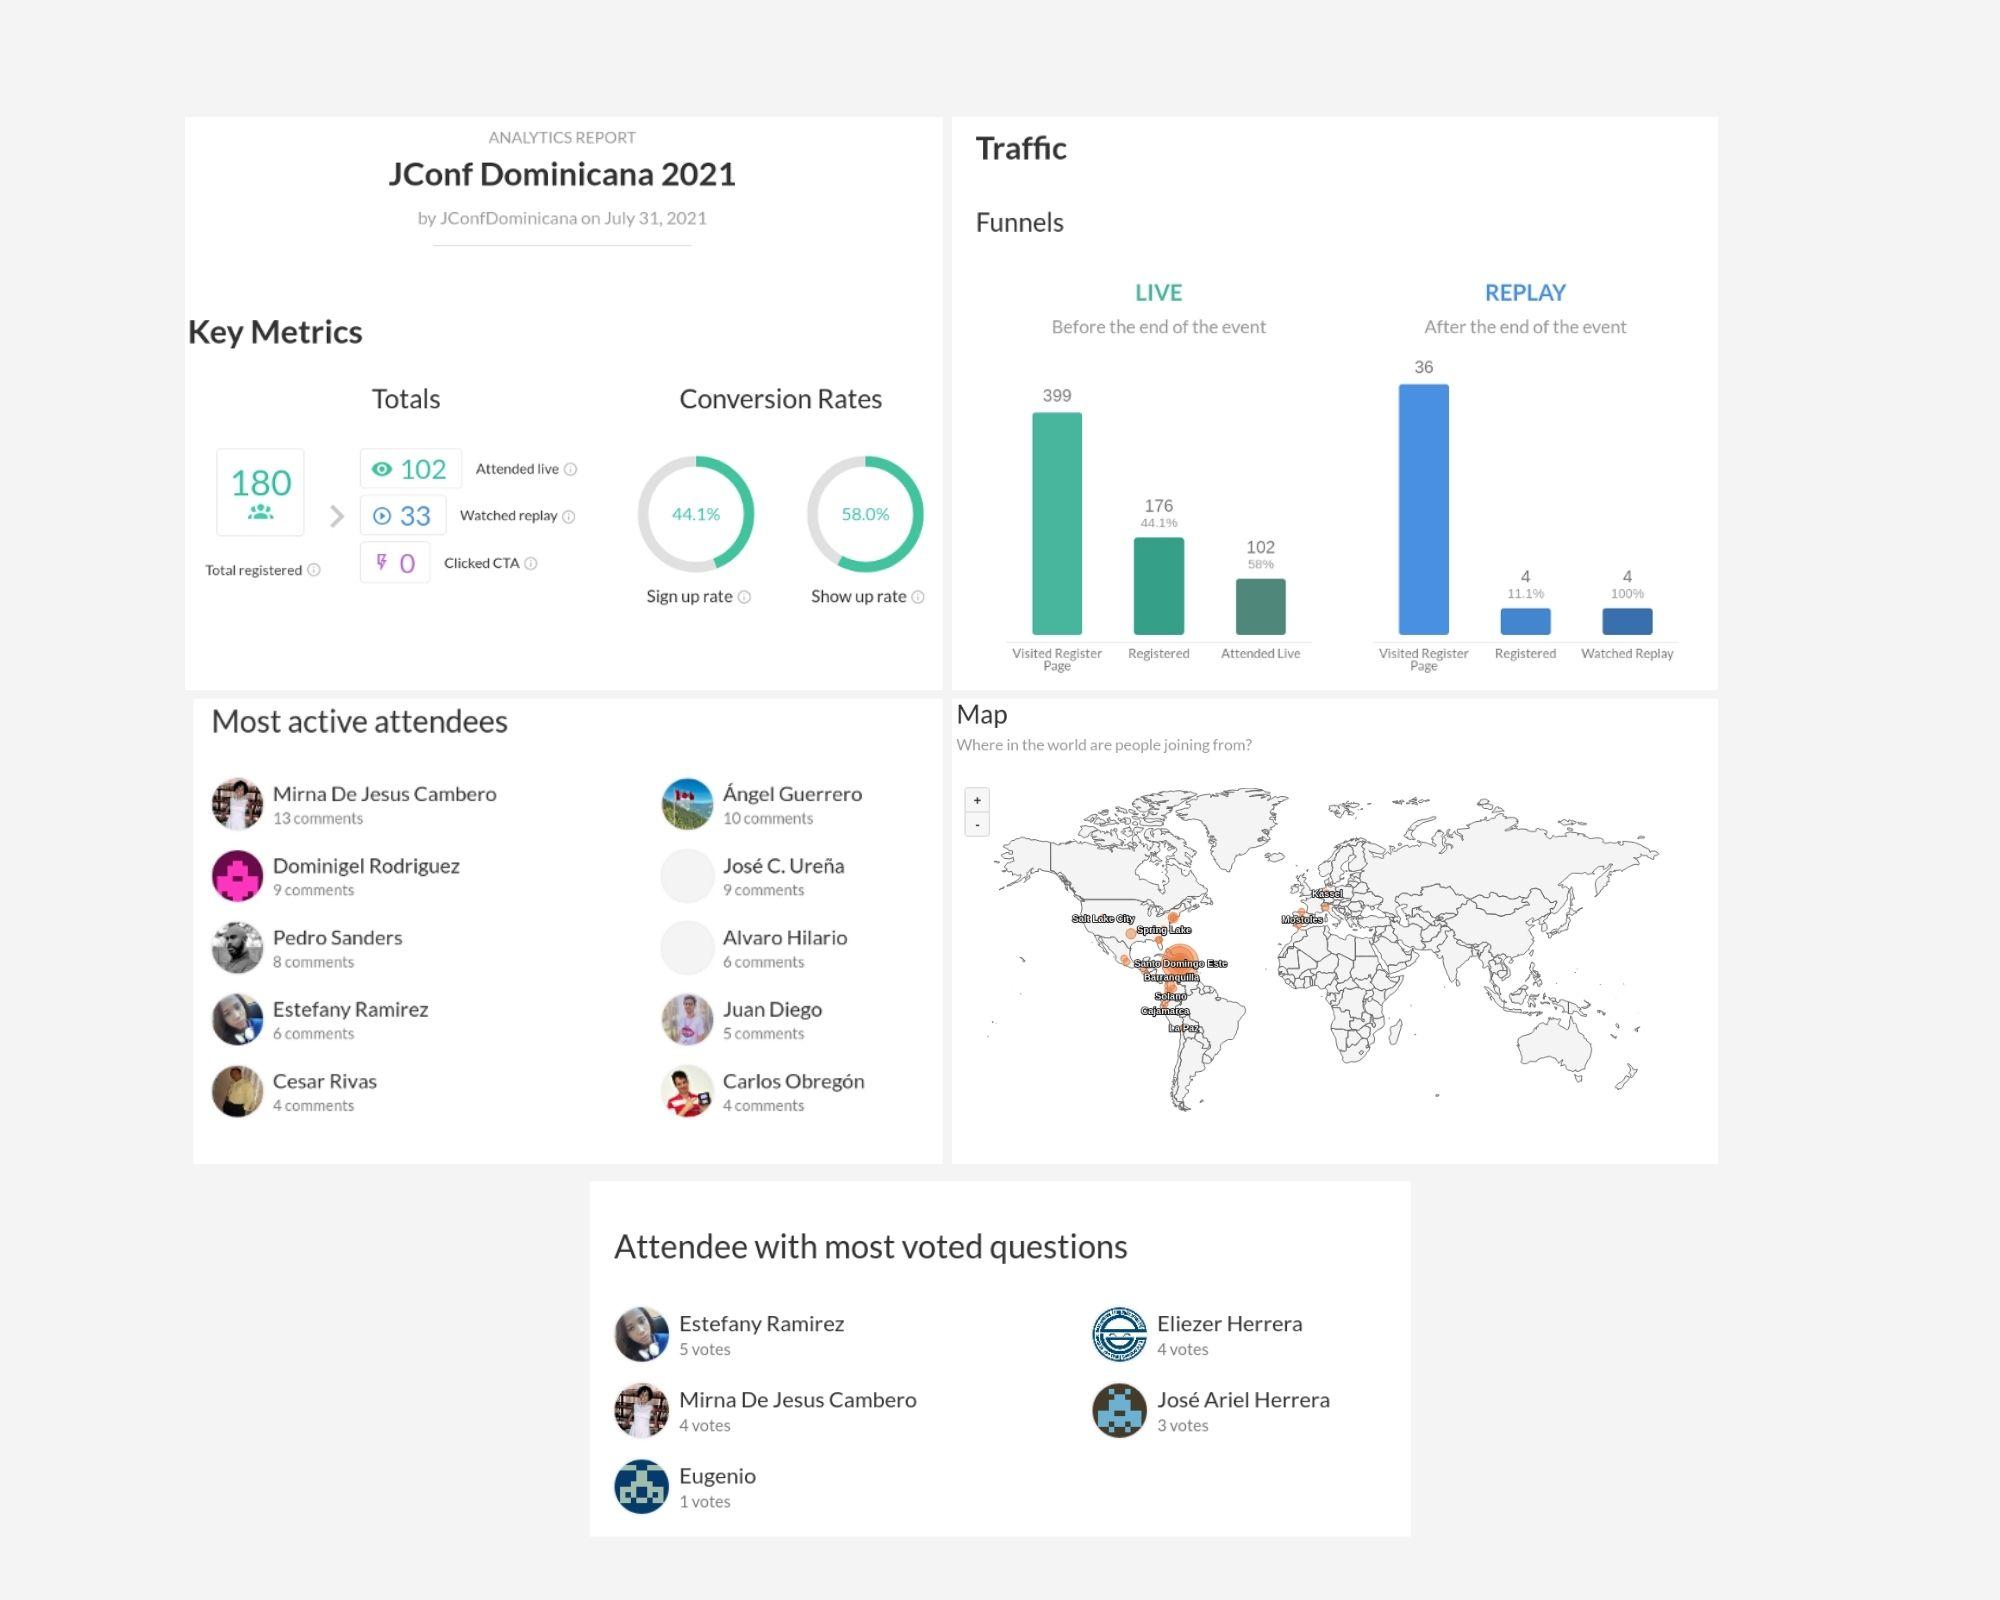 ANALYTICS REPORT
JConf Dominicana 2021
by JConfDominicana on July 31, 2021
Key Metrics
Totals
180
Total registered
102 Attended live
33 Watched replay
0 Clicked CTA
Conversion Rates
44.1%
Sign up rate
58.0%
Show up rate
Traffic
Funnels
LIVE
Before the end of the event
399
176
44.1%
102
58%
Visited Register
Page
Registered
Attended Live
REPLAY
After the end of the event
36
4
11.1%
4
100%
Visited Register
Page
Registered
Watched Replay
Most active attendees
Mirna De Jesus Cambero
13 comments
Ángel Guerrero
10 comments
Dominigel Rodriguez
9 comments
José C. Ureña
9 comments
Pedro Sanders
8 comments
Alvaro Hilario
6 comments
Estefany Ramirez
6 comments
Juan Diego
5 comments
Cesar Rivas
4 comments
Carlos Obregón
4 comments
Map
Where in the world are people joining from?
+
-
Kassel
Salt Lake City
Móstoles
Spring Lake
Santo Domingo Este
Barranquilla
Solano
Cajamarca
La Paz
Attendee with most voted questions
Estefany Ramirez
5 votes
Eliezer Herrera
4 votes
Mirna De Jesus Cambero
4 votes
José Ariel Herrera
3 votes
Eugenio
1 votes